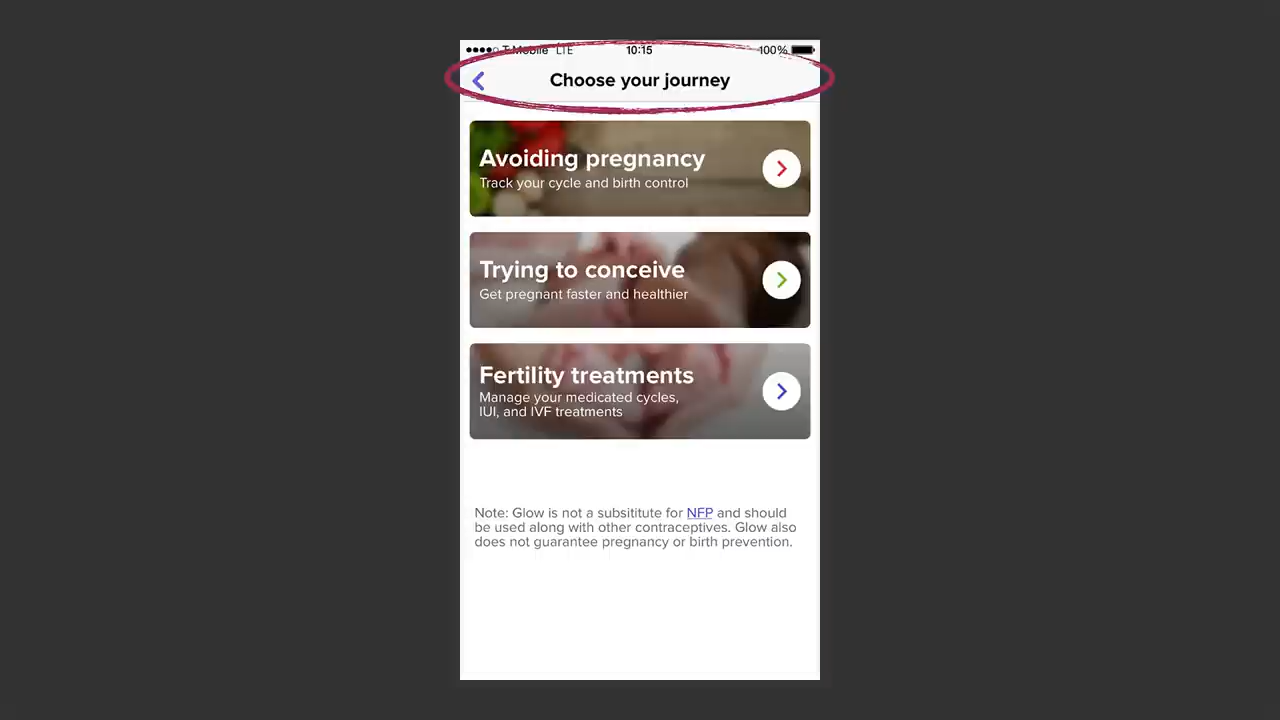 T-Mobile LTE 10:15 100%
Choose your journey
Avoiding pregnancy
Track your cycle and birth control
Trying to conceive
Get pregnant faster and healthier
Fertility treatments
Manage your medicated cycles,
IUI, and IVF treatments
Note: Glow is not a subsititute for NFP and should
be used along with other contraceptives. Glow also
does not guarantee pregnancy or birth prevention.